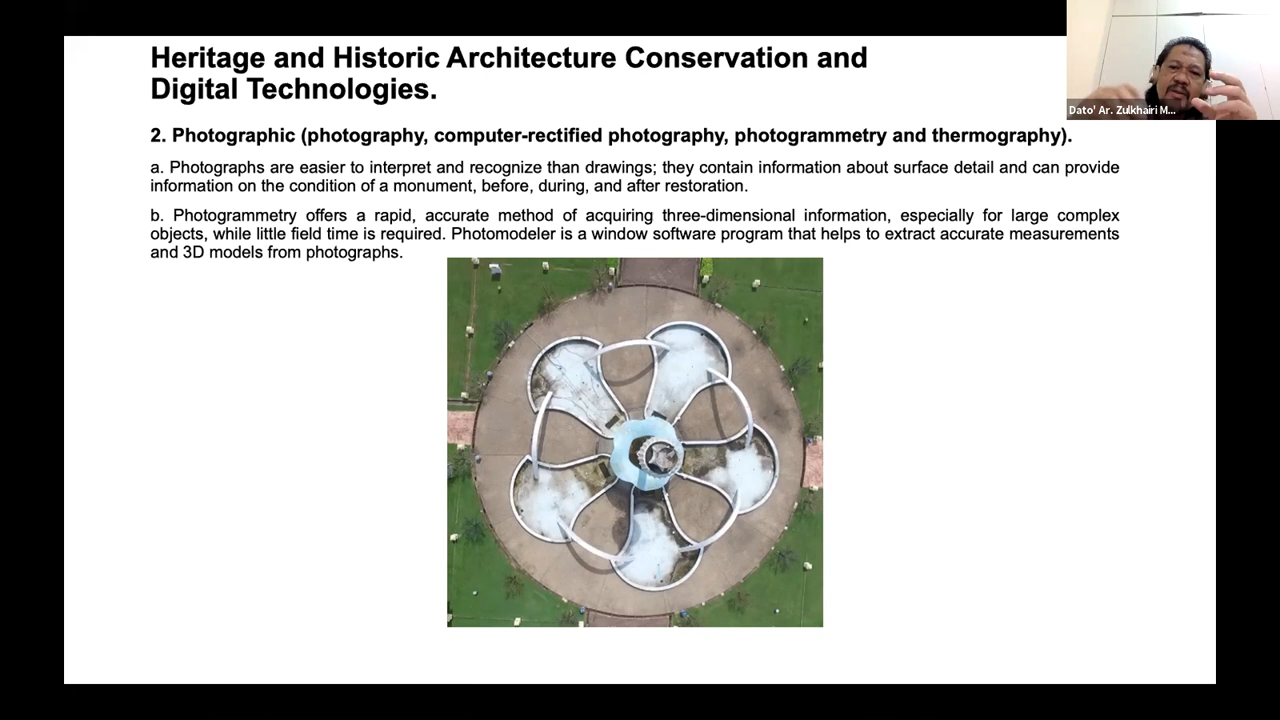 Heritage and Historic Architecture Conservation and
Digital Technologies.
2. Photographic (photography, computer-rectified photography, photogrammetry and thermography).
a. Photographs are easier to interpret and recognize than drawings; they contain information about surface detail and can provide
information on the condition of a monument, before, during, and after restoration.
b. Photogrammetry offers a rapid, accurate method of acquiring three-dimensional information, especially for large complex
objects, while little field time is required. Photomodeler is a window software program that helps to extract accurate measurements
and 3D models from photographs.
Dato' Ar. Zulkhairi M...